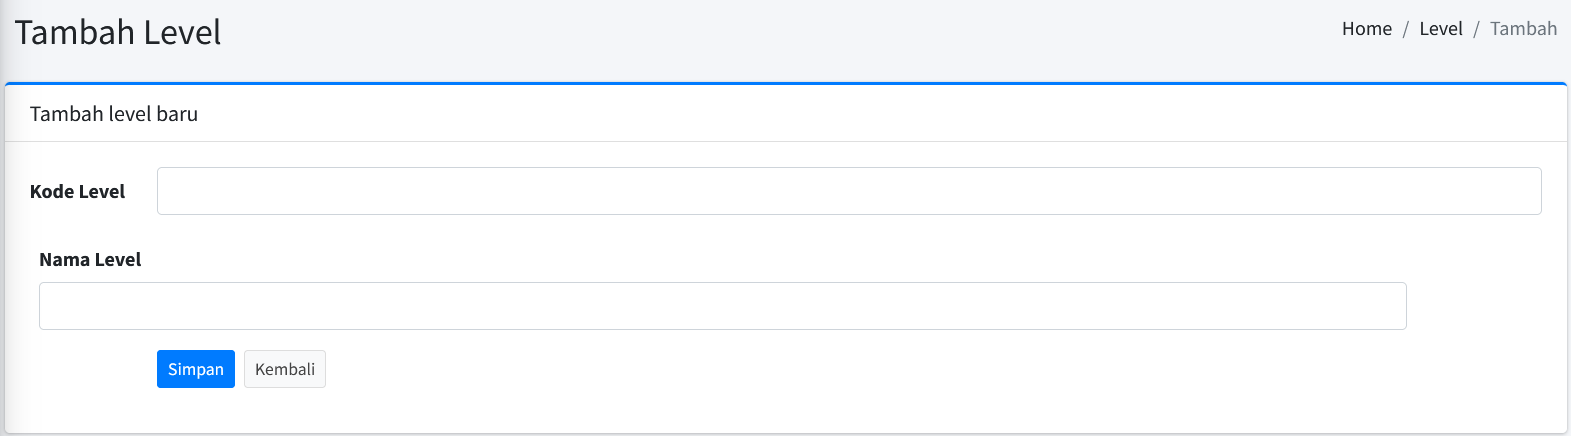 Tambah Level
Home / Level / Tambah
Tambah level baru
Kode Level
Nama Level
Simpan Kembali